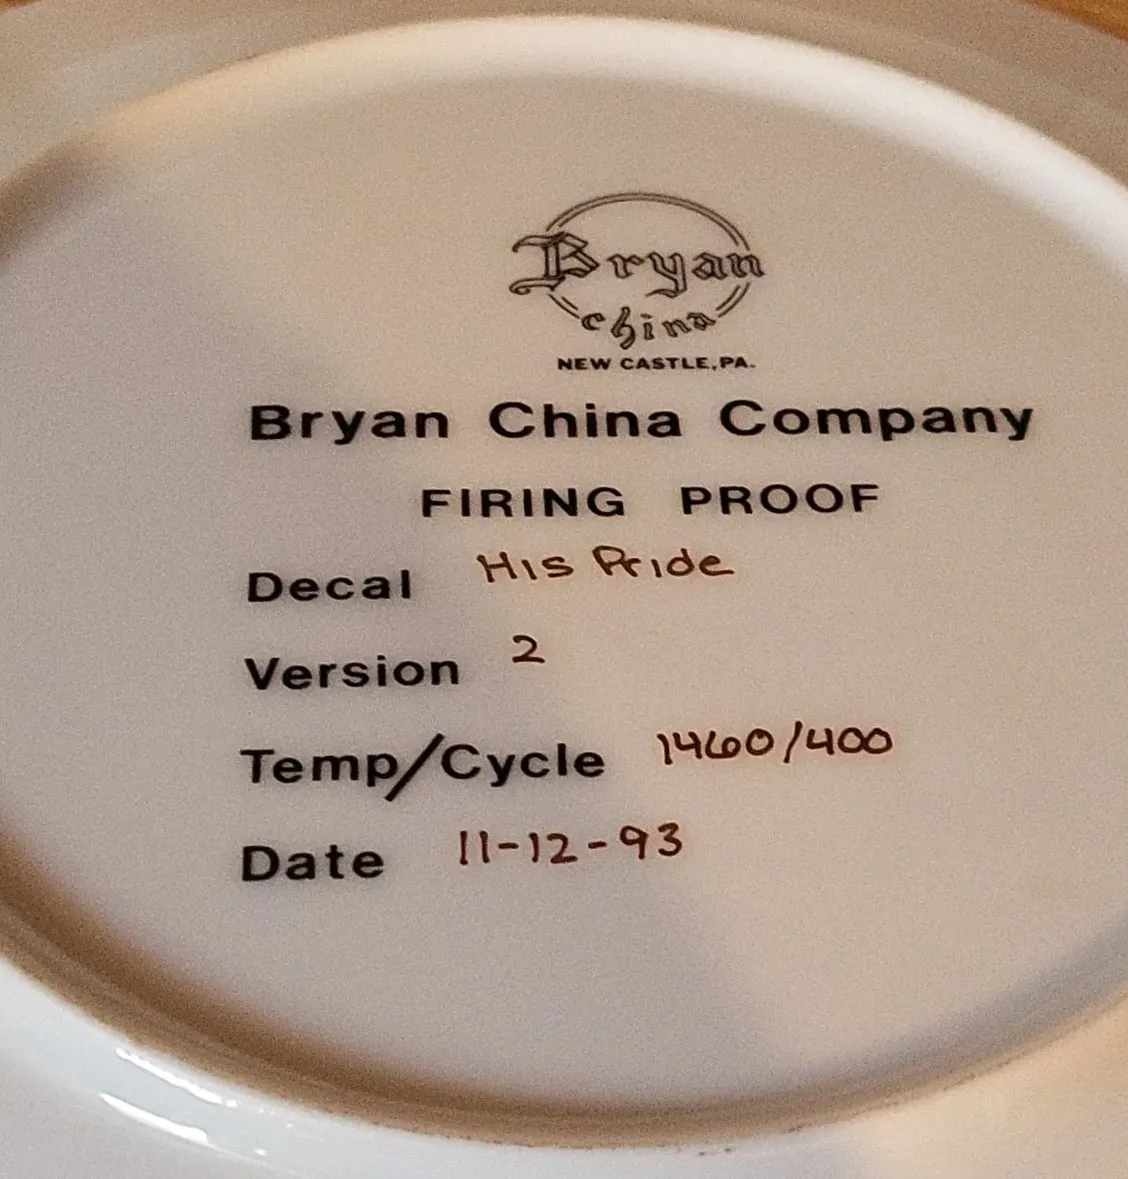 Bryan
China
NEW CASTLE, PA.
Bryan China Company
FIRING PROOF
Decal His Pride
Version 2
Temp/Cycle 1460/400
Date 11-12-93